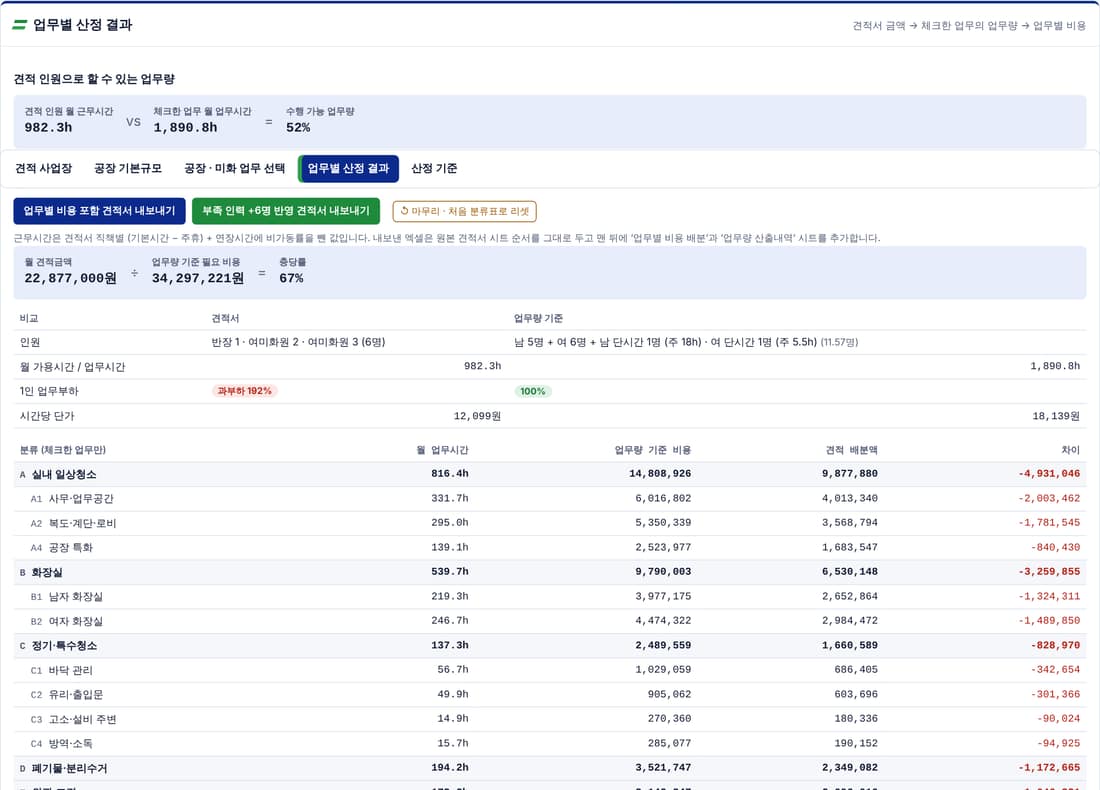 업무별 산정 결과
견적서 금액 → 체크한 업무의 업무량 → 업무별 비용
견적 인원으로 할 수 있는 업무량
견적 인원 월 근무시간 체크한 업무 월 업무시간 수행 가능 업무량
982.3h VS 1,890.8h = 52%
견적 사업장 공장 기본규모 공장 · 미화 업무 선택 업무별 산정 결과 산정 기준
업무별 비용 포함 견적서 내보내기 부족 인력 +6명 반영 견적서 내보내기 마무리 · 처음 분류표로 리셋
근무시간은 견적서 직책별 (기본시간 − 주휴) + 연장시간에 비가동률을 뺀 값입니다. 내보낸 엑셀은 원본 견적서 시트 순서를 그대로 두고 맨 뒤에 '업무별 비용 배분'과 '업무량 산출내역' 시트를 추가합니다.
월 견적금액 업무량 기준 필요 비용 충당률
22,877,000원 ÷ 34,297,221원 = 67%
비교 견적서 업무량 기준
인원 반장 1 · 여미화원 2 · 여미화원 3 (6명) 남 5명 + 여 6명 + 남 단시간 1명 (주 18h) · 여 단시간 1명 (주 5.5h) (11.57명)
월 가용시간 / 업무시간 982.3h 1,890.8h
1인 업무부하 과부하 192% 100%
시간당 단가 12,099원 18,139원
분류 (체크한 업무만) 월 업무시간 업무량 기준 비용 견적 배분액 차이
A 실내 일상청소 816.4h 14,808,926 9,877,880 -4,931,046
A1 사무·업무공간 331.7h 6,016,802 4,013,340 -2,003,462
A2 복도·계단·로비 295.0h 5,350,339 3,568,794 -1,781,545
A4 공장 특화 139.1h 2,523,977 1,683,547 -840,430
B 화장실 539.7h 9,790,003 6,530,148 -3,259,855
B1 남자 화장실 219.3h 3,977,175 2,652,864 -1,324,311
B2 여자 화장실 246.7h 4,474,322 2,984,472 -1,489,850
C 정기·특수청소 137.3h 2,489,559 1,660,589 -828,970
C1 바닥 관리 56.7h 1,029,059 686,405 -342,654
C2 유리·출입문 49.9h 905,062 603,696 -301,366
C3 고소·설비 주변 14.9h 270,360 180,336 -90,024
C4 방역·소독 15.7h 285,077 190,152 -94,925
D 폐기물·분리수거 194.2h 3,521,747 2,349,082 -1,172,665